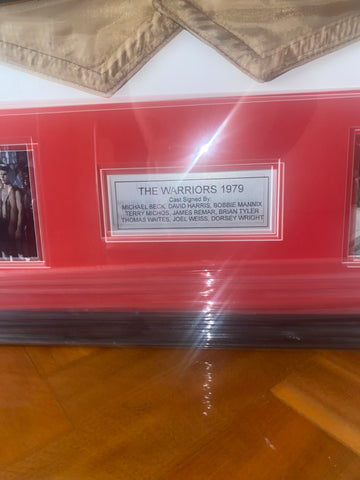 THE WARRIORS 1979
Cast Signed By:
MICHAEL BECK, DAVID HARRIS, BOBBIE MANNIX
TERRY MICHOS, JAMES REMAR, BRIAN TYLER
THOMAS WAITES, JOEL WEISS, DORSEY WRIGHT